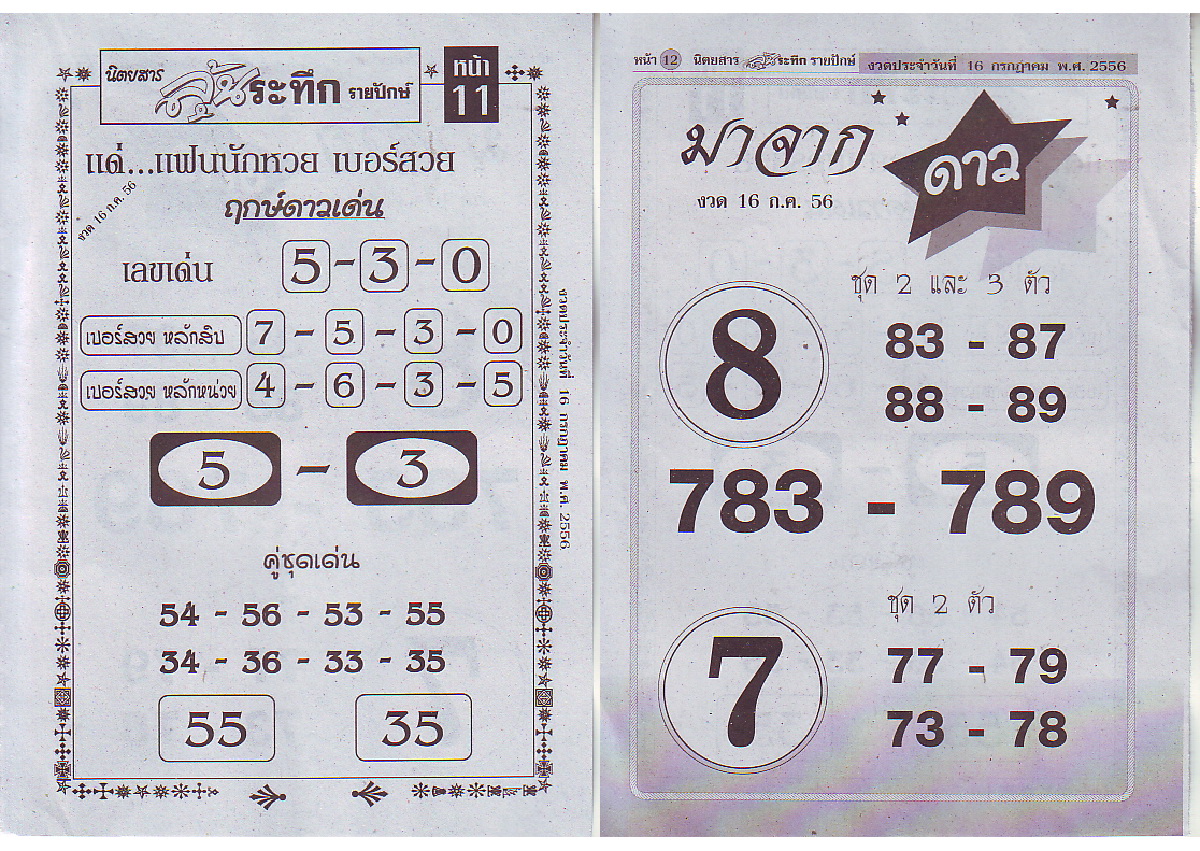 นิตยสาร
ระทึก รายปักษ์
หน้า
11
แด่...แฟนนักหวย เบอร์สวย
งวด 16 ก.ค. 56
ฤกษ์ดาวเด่น
เลขเด่น 5 - 3 - 0
เบอร์สวย หลักสิบ 7 - 5 - 3 - 0
เบอร์สวย หลักหน่วย 4 - 6 - 3 - 5
5 - 3
คู่ชุดเด่น
54 - 56 - 53 - 55
34 - 36 - 33 - 35
55 35
งวดประจำวันที่ 16 กรกฎาคม พ.ศ. 2556
หน้า 12 นิตยสาร ระทึก รายปักษ์ งวดประจำวันที่ 16 กรกฎาคม พ.ศ. 2556
มาจาก ดาว
งวด 16 ก.ค. 56
ชุด 2 และ 3 ตัว
8
83 - 87
88 - 89
783 - 789
ชุด 2 ตัว
7
77 - 79
73 - 78